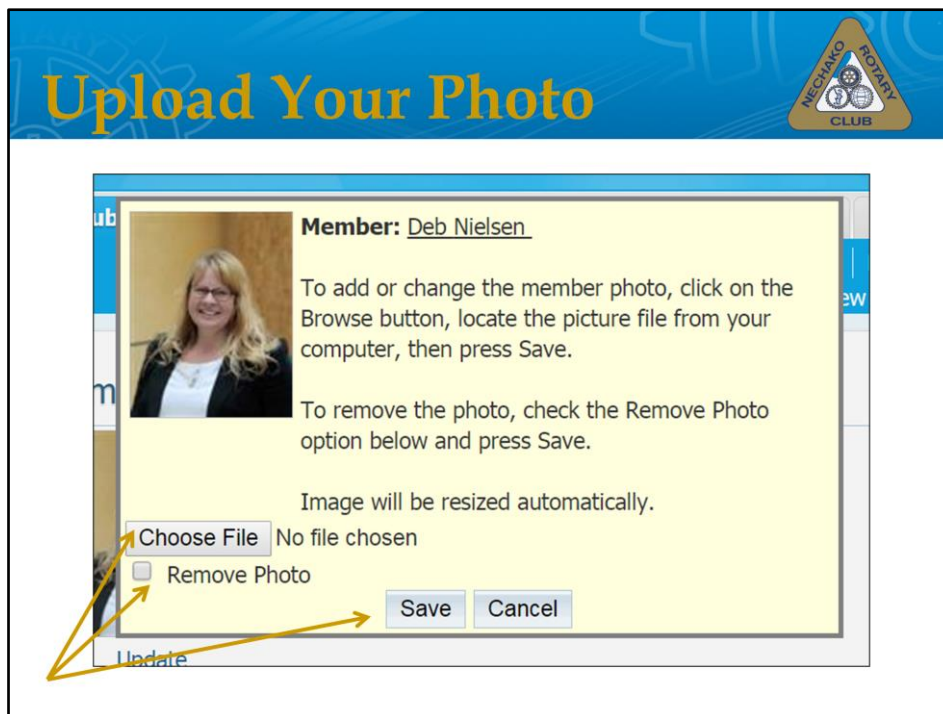 Upload Your Photo
NECHAKO ROTARY
CLUB
ub
Member: Deb Nielsen
To add or change the member photo, click on the
Browse button, locate the picture file from your
computer, then press Save.
ew
m
To remove the photo, check the Remove Photo
option below and press Save.
Image will be resized automatically.
Choose File No file chosen
Remove Photo
Save Cancel
Update